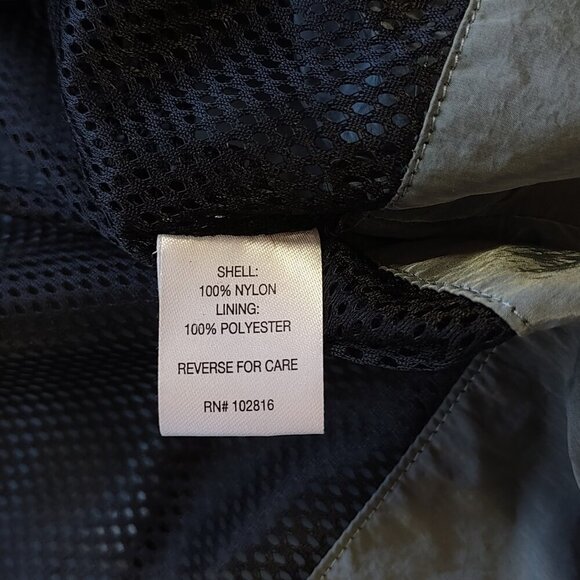 SHELL:
100% NYLON
LINING:
100% POLYESTER
REVERSE FOR CARE
RN# 102816